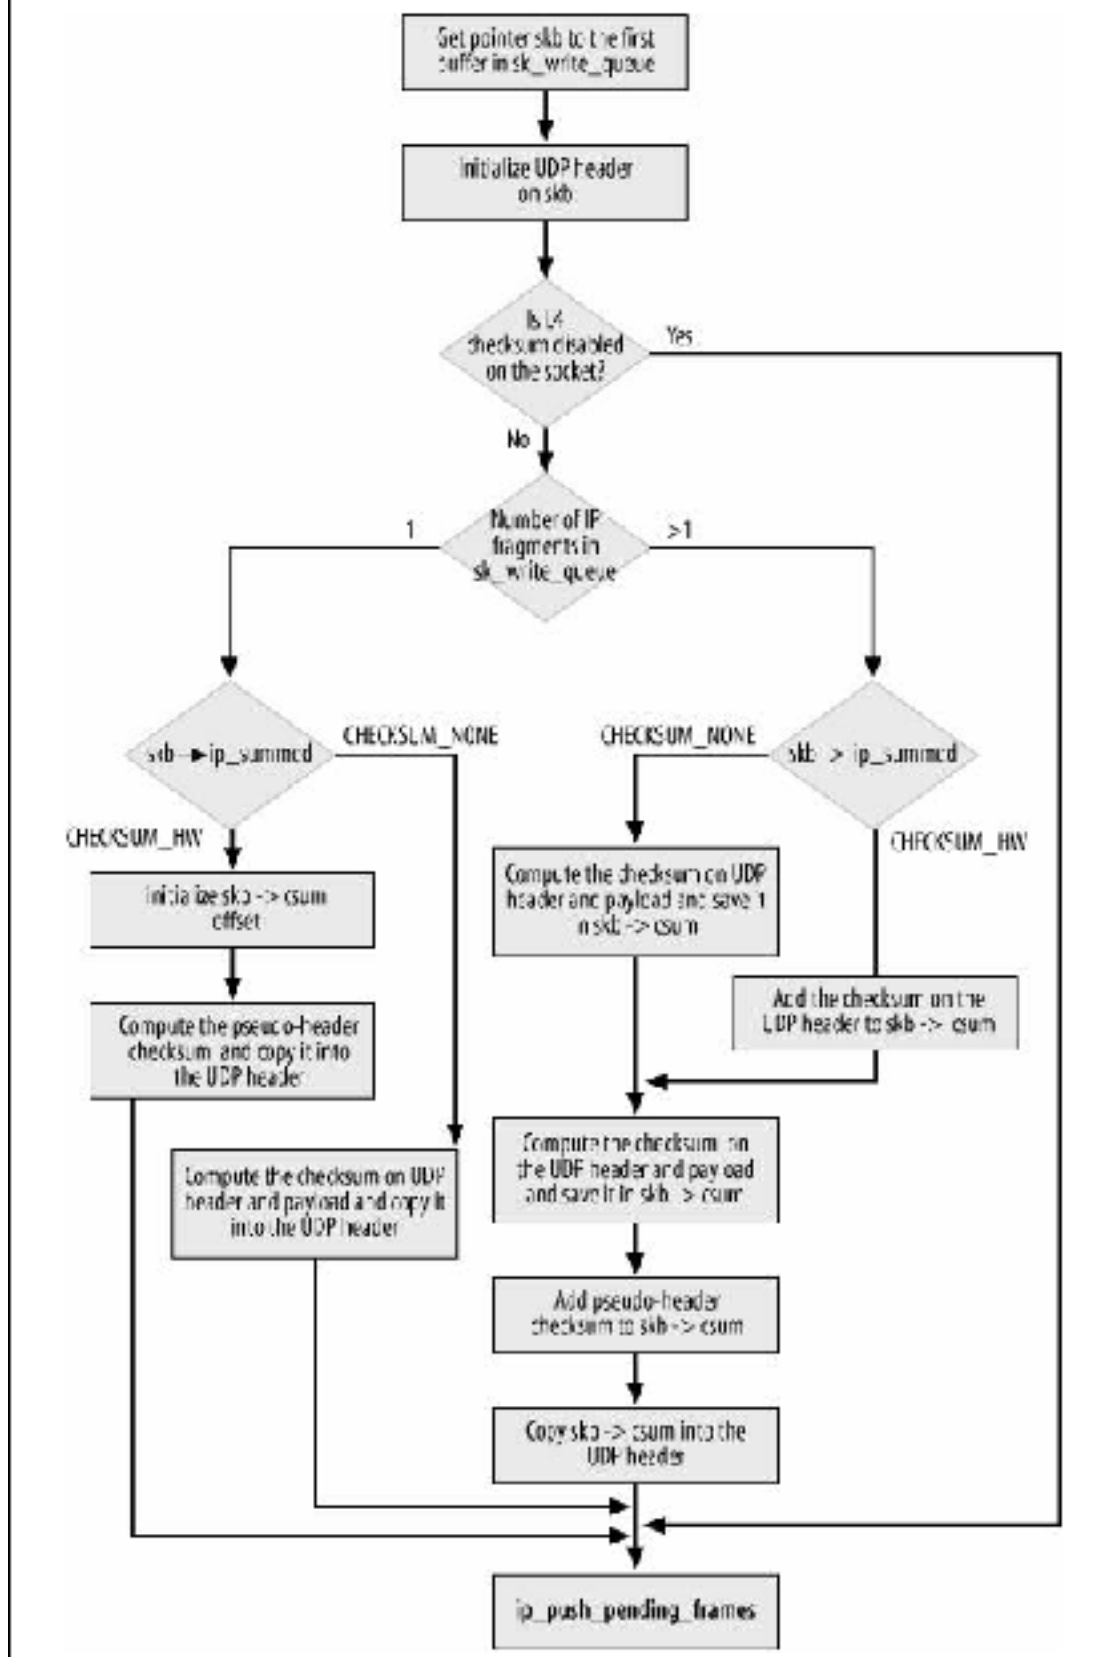 Get pointer skb to the first
buffer in sk_write_queue
Initialize UDP header
on skb
Is L4
checksum disabled
on the socket?
Yes
No
Number of IP
fragments in
sk_write_queue
1
>1
skb->ip_summed
CHECKSUM_NONE
CHECKSUM_NONE
skb -> ip_summed
CHECKSUM_HW
CHECKSUM_HW
Initialize skb -> csum
offset
Compute the checksum on UDP
header and payload and save it
in skb -> csum
Add the checksum on the
UDP header to skb -> csum
Compute the pseudo-header
checksum and copy it into
the UDP header
Compute the checksum on
the UDP header and payload
and save it in skb -> csum
Compute the checksum on UDP
header and payload and copy it
into the UDP header
Add pseudo-header
checksum to skb -> csum
Copy skb -> csum into the
UDP header
ip_push_pending_frames